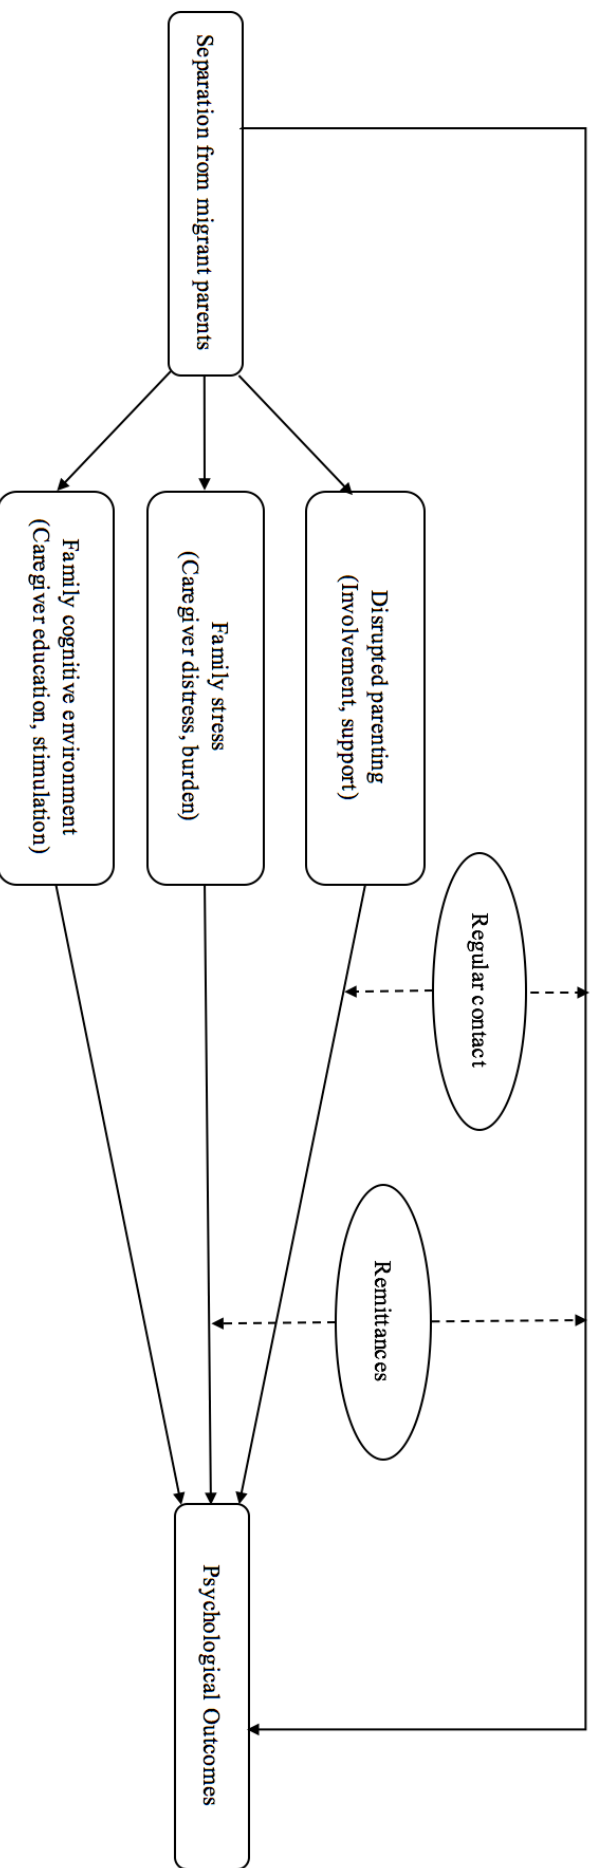 Separation from migrant parents
Disrupted parenting
(Involvement, support)
Family stress
(Caregiver distress, burden)
Family cognitive environment
(Caregiver education, stimulation)
Regular contact
Remittances
Psychological Outcomes